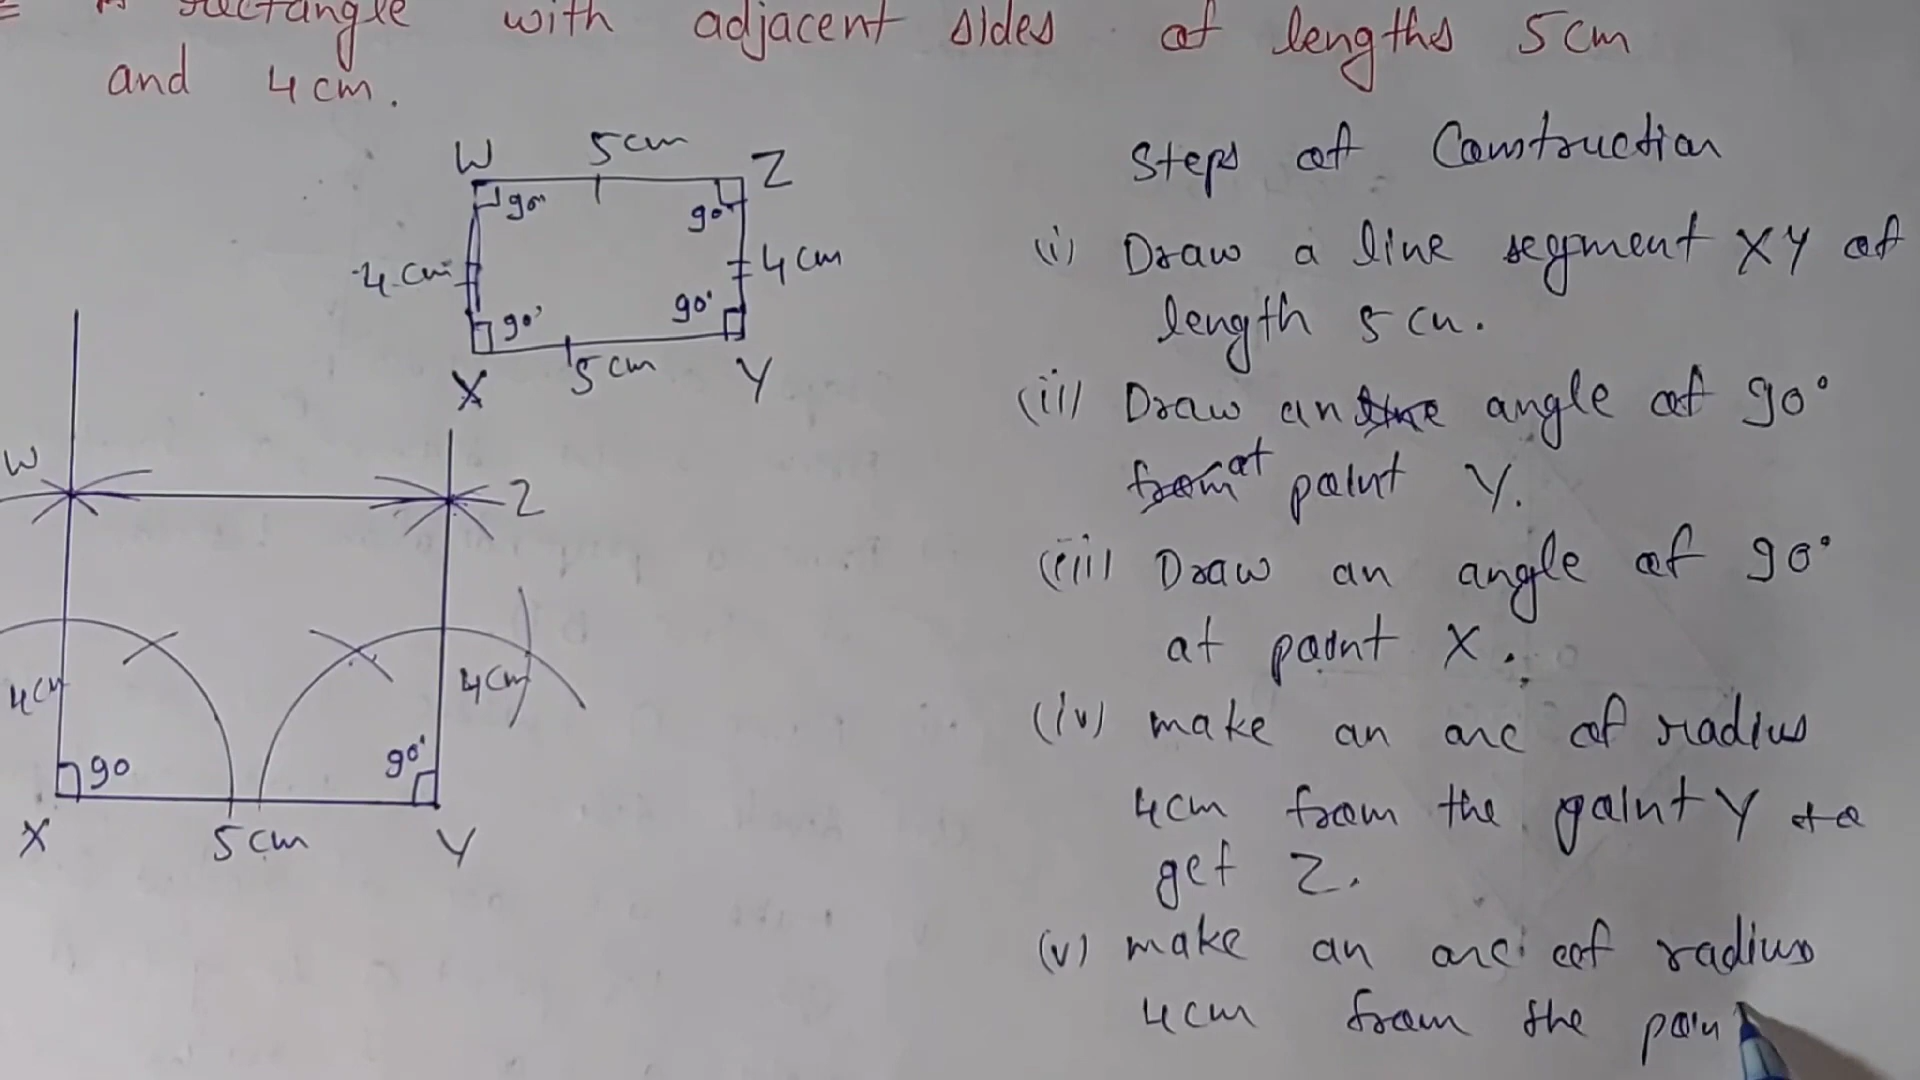 rectangle with adjacent sides of lengths 5cm
and 4cm.
W 5cm Z
90° 90°
4cm 4cm
90° 90°
X 5cm Y
W Z
4cm 4cm
90 90°
X 5cm Y
Steps of Construction
(i) Draw a line segment XY of
length 5cm.
(ii) Draw an angle of 90°
at point Y.
(iii) Draw an angle of 90°
at point X.
(iv) make an arc of radius
4cm from the point Y to
get Z.
(v) make an arc of radius
4cm from the poin